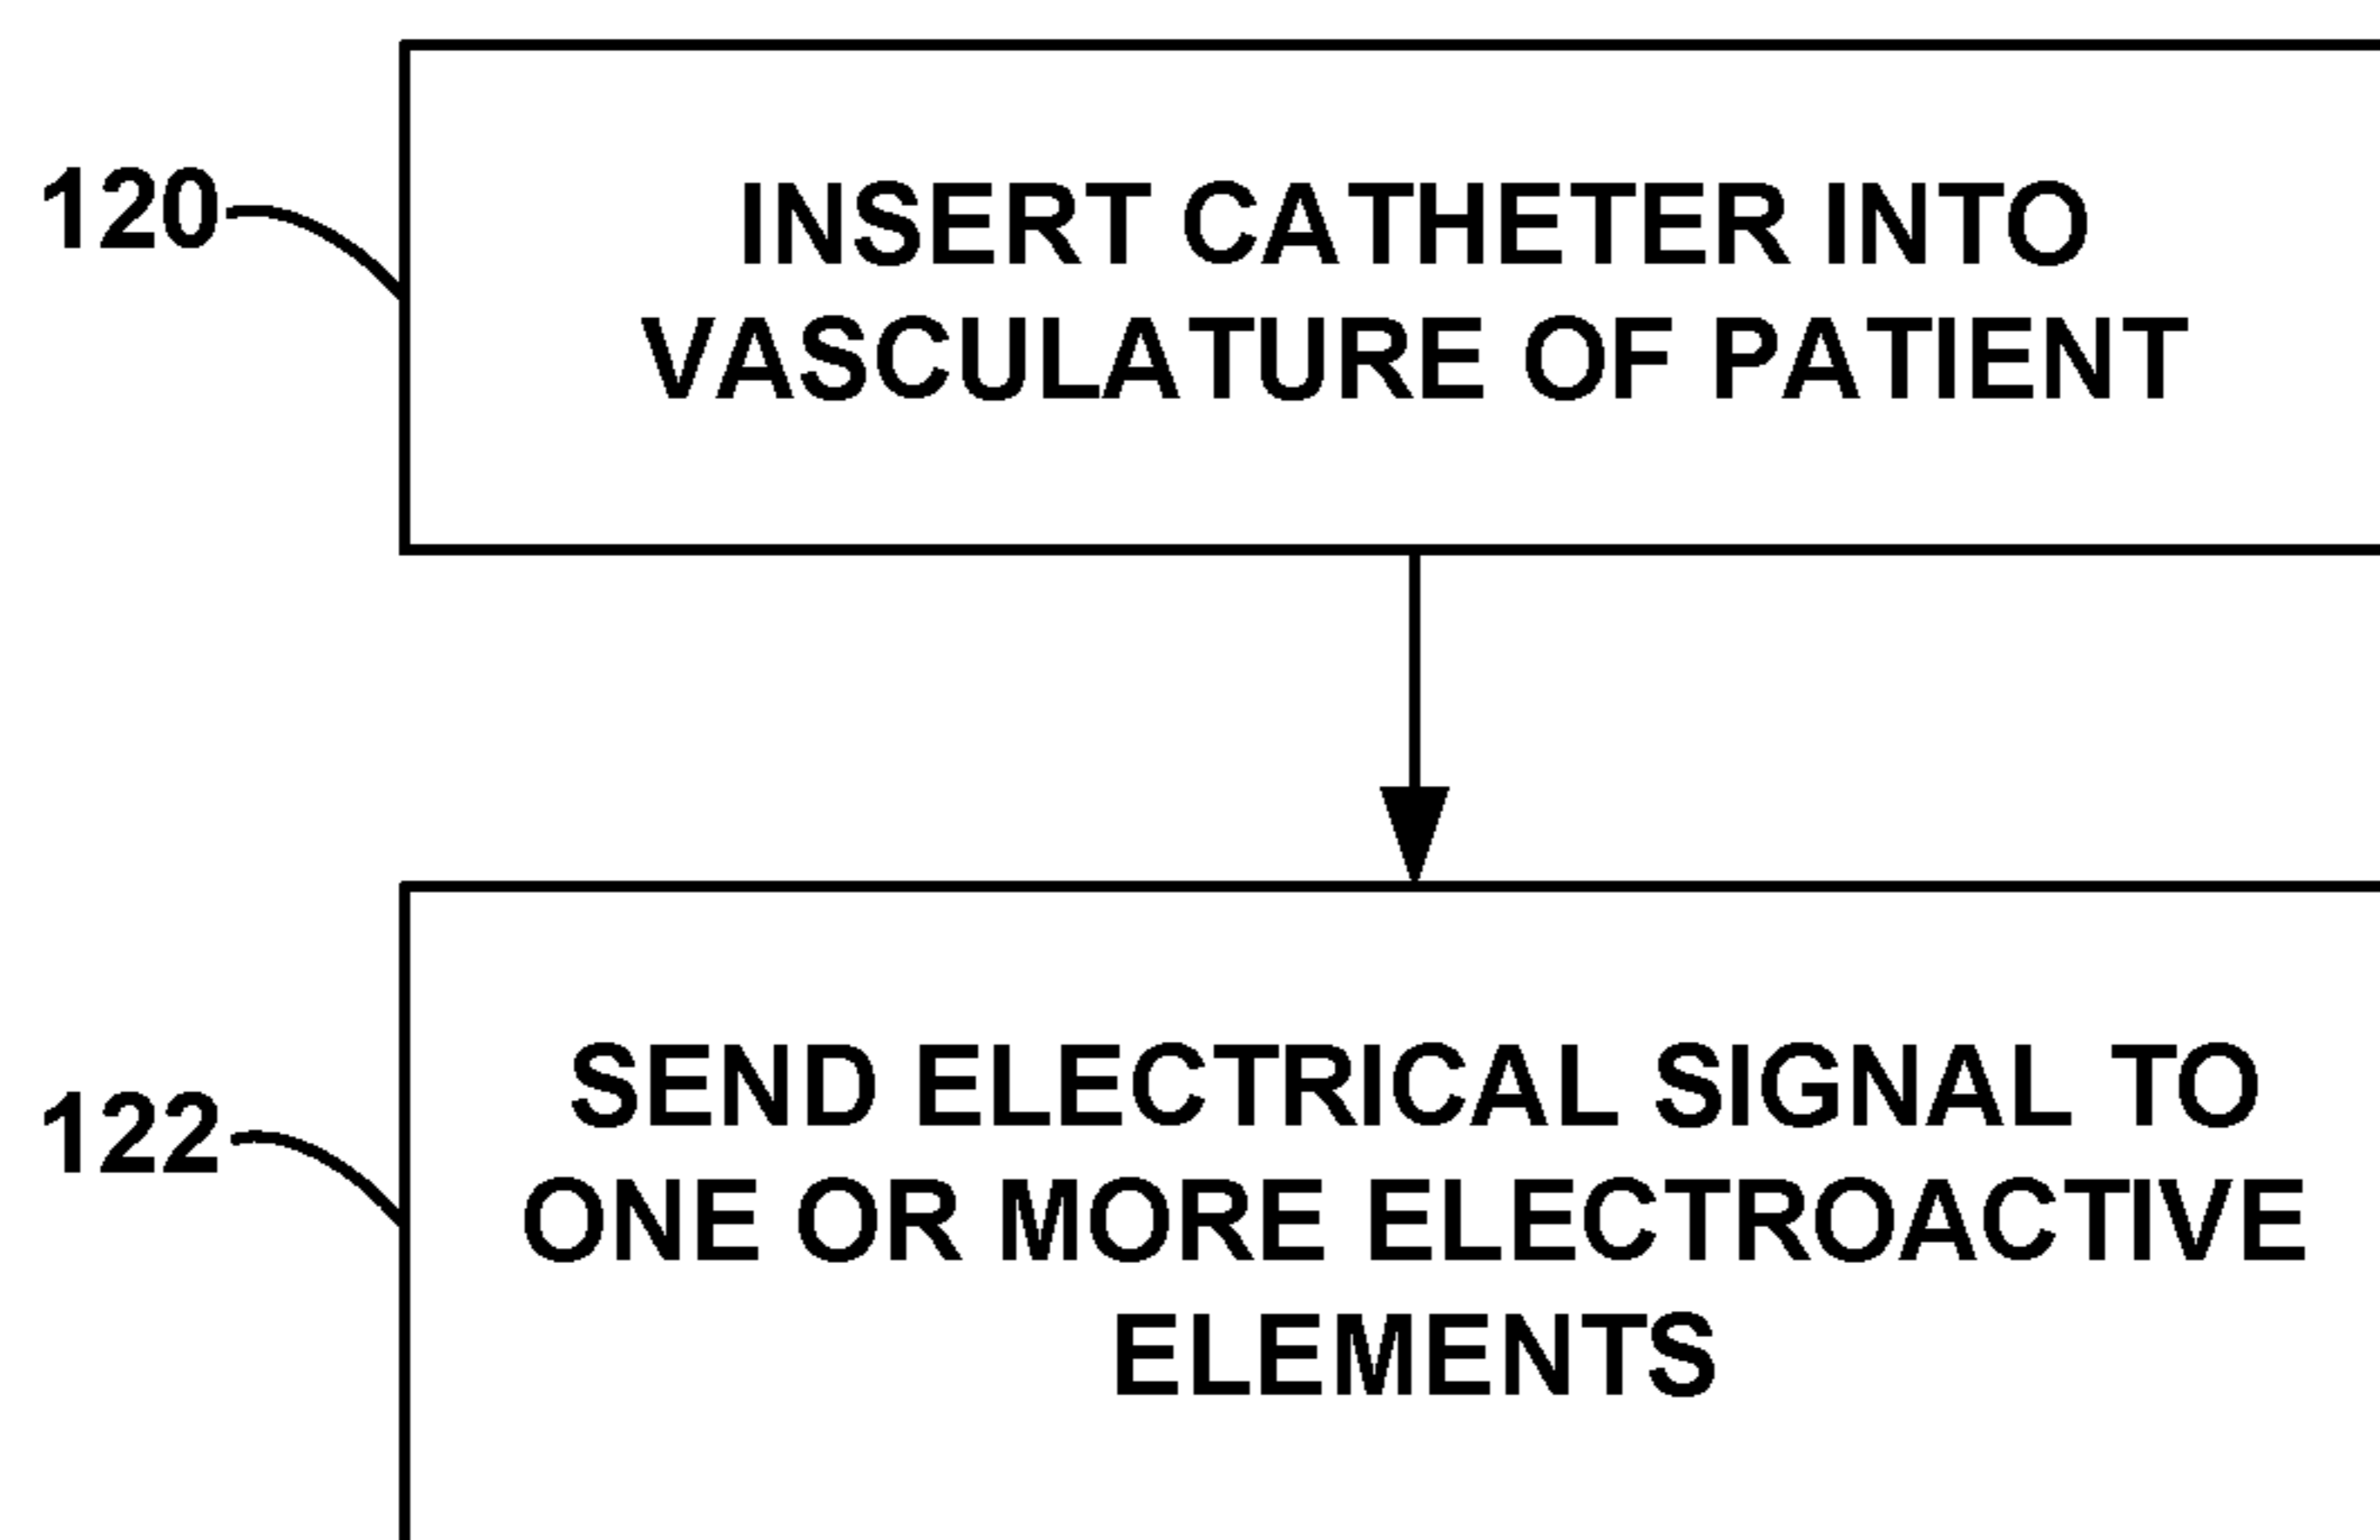 120
INSERT CATHETER INTO
VASCULATURE OF PATIENT
122
SEND ELECTRICAL SIGNAL TO
ONE OR MORE ELECTROACTIVE
ELEMENTS